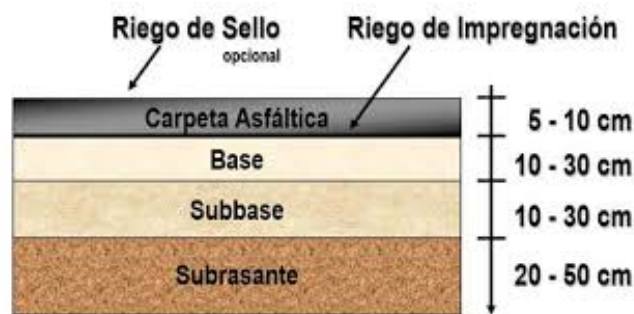 Riego de Sello
opcional
Riego de Impregnación
Carpeta Asfáltica
5 - 10 cm
Base
10 - 30 cm
Subbase
10 - 30 cm
Subrasante
20 - 50 cm